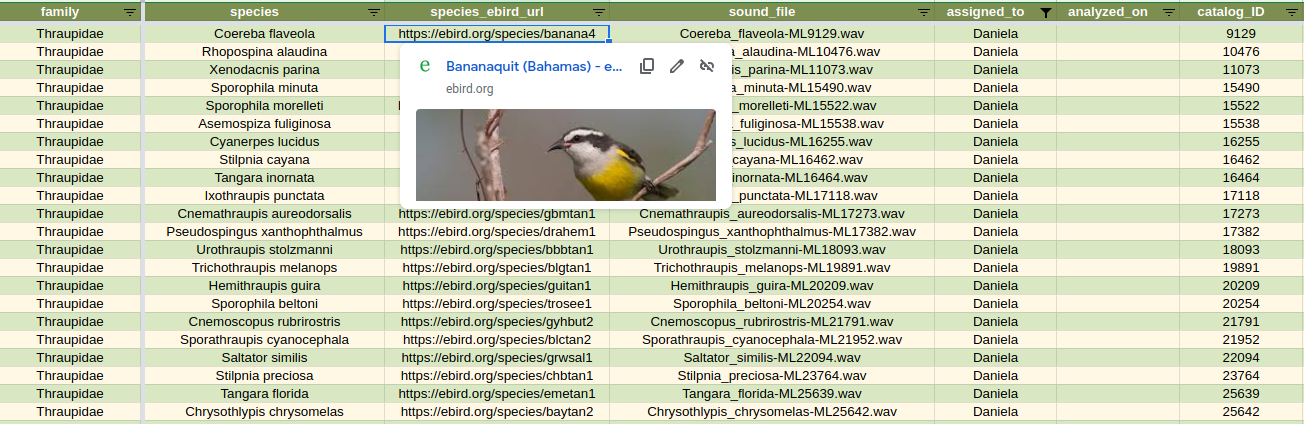 family species species_ebird_url sound_file assigned_to analyzed_on catalog_ID
Thraupidae Coereba flaveola https://ebird.org/species/banana4 Coereba_flaveola-ML9129.wav Daniela 9129
Thraupidae Rhopospina alaudina a_alaudina-ML10476.wav Daniela 10476
Thraupidae Xenodacnis parina is_parina-ML11073.wav Daniela 11073
Thraupidae Sporophila minuta a_minuta-ML15490.wav Daniela 15490
Thraupidae Sporophila morelleti _morelleti-ML15522.wav Daniela 15522
Thraupidae Asemospiza fuliginosa _fuliginosa-ML15538.wav Daniela 15538
Thraupidae Cyanerpes lucidus s_lucidus-ML16255.wav Daniela 16255
Thraupidae Stilpnia cayana cayana-ML16462.wav Daniela 16462
Thraupidae Tangara inornata inornata-ML16464.wav Daniela 16464
Thraupidae Ixothraupis punctata _punctata-ML17118.wav Daniela 17118
e Bananaquit (Bahamas) - e...
ebird.org
Thraupidae Cnemathraupis aureodorsalis https://ebird.org/species/gbmtan1 Cnemathraupis_aureodorsalis-ML17273.wav Daniela 17273
Thraupidae Pseudospingus xanthophthalmus https://ebird.org/species/drahem1 Pseudospingus_xanthophthalmus-ML17382.wav Daniela 17382
Thraupidae Urothraupis stolzmanni https://ebird.org/species/bbbtan1 Urothraupis_stolzmanni-ML18093.wav Daniela 18093
Thraupidae Trichothraupis melanops https://ebird.org/species/blgtan1 Trichothraupis_melanops-ML19891.wav Daniela 19891
Thraupidae Hemithraupis guira https://ebird.org/species/guitan1 Hemithraupis_guira-ML20209.wav Daniela 20209
Thraupidae Sporophila beltoni https://ebird.org/species/trosee1 Sporophila_beltoni-ML20254.wav Daniela 20254
Thraupidae Cnemoscopus rubrirostris https://ebird.org/species/gyhbut2 Cnemoscopus_rubrirostris-ML21791.wav Daniela 21791
Thraupidae Sporathraupis cyanocephala https://ebird.org/species/blctan2 Sporathraupis_cyanocephala-ML21952.wav Daniela 21952
Thraupidae Saltator similis https://ebird.org/species/grwsal1 Saltator_similis-ML22094.wav Daniela 22094
Thraupidae Stilpnia preciosa https://ebird.org/species/chbtan1 Stilpnia_preciosa-ML23764.wav Daniela 23764
Thraupidae Tangara florida https://ebird.org/species/emetan1 Tangara_florida-ML25639.wav Daniela 25639
Thraupidae Chrysothlypis chrysomelas https://ebird.org/species/baytan2 Chrysothlypis_chrysomelas-ML25642.wav Daniela 25642